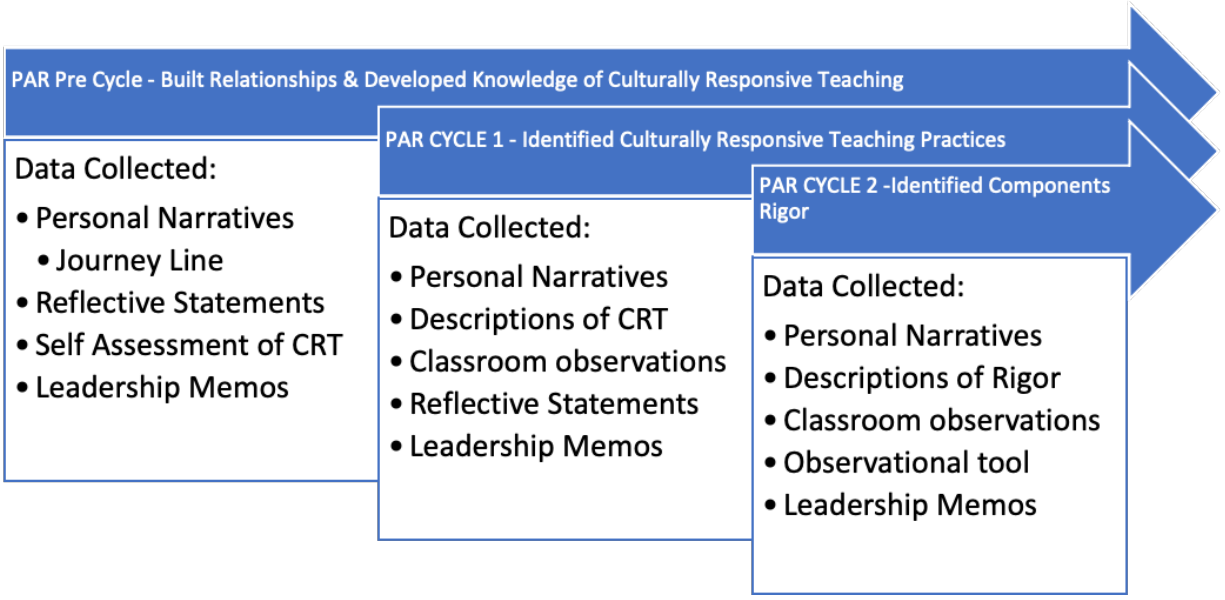 PAR Pre Cycle - Built Relationships & Developed Knowledge of Culturally Responsive Teaching
Data Collected:
• Personal Narratives
• Journey Line
• Reflective Statements
• Self Assessment of CRT
• Leadership Memos
PAR CYCLE 1 - Identified Culturally Responsive Teaching Practices
Data Collected:
• Personal Narratives
• Descriptions of CRT
• Classroom observations
• Reflective Statements
• Leadership Memos
PAR CYCLE 2 -Identified Components
Rigor
Data Collected:
• Personal Narratives
• Descriptions of Rigor
• Classroom observations
• Observational tool
• Leadership Memos